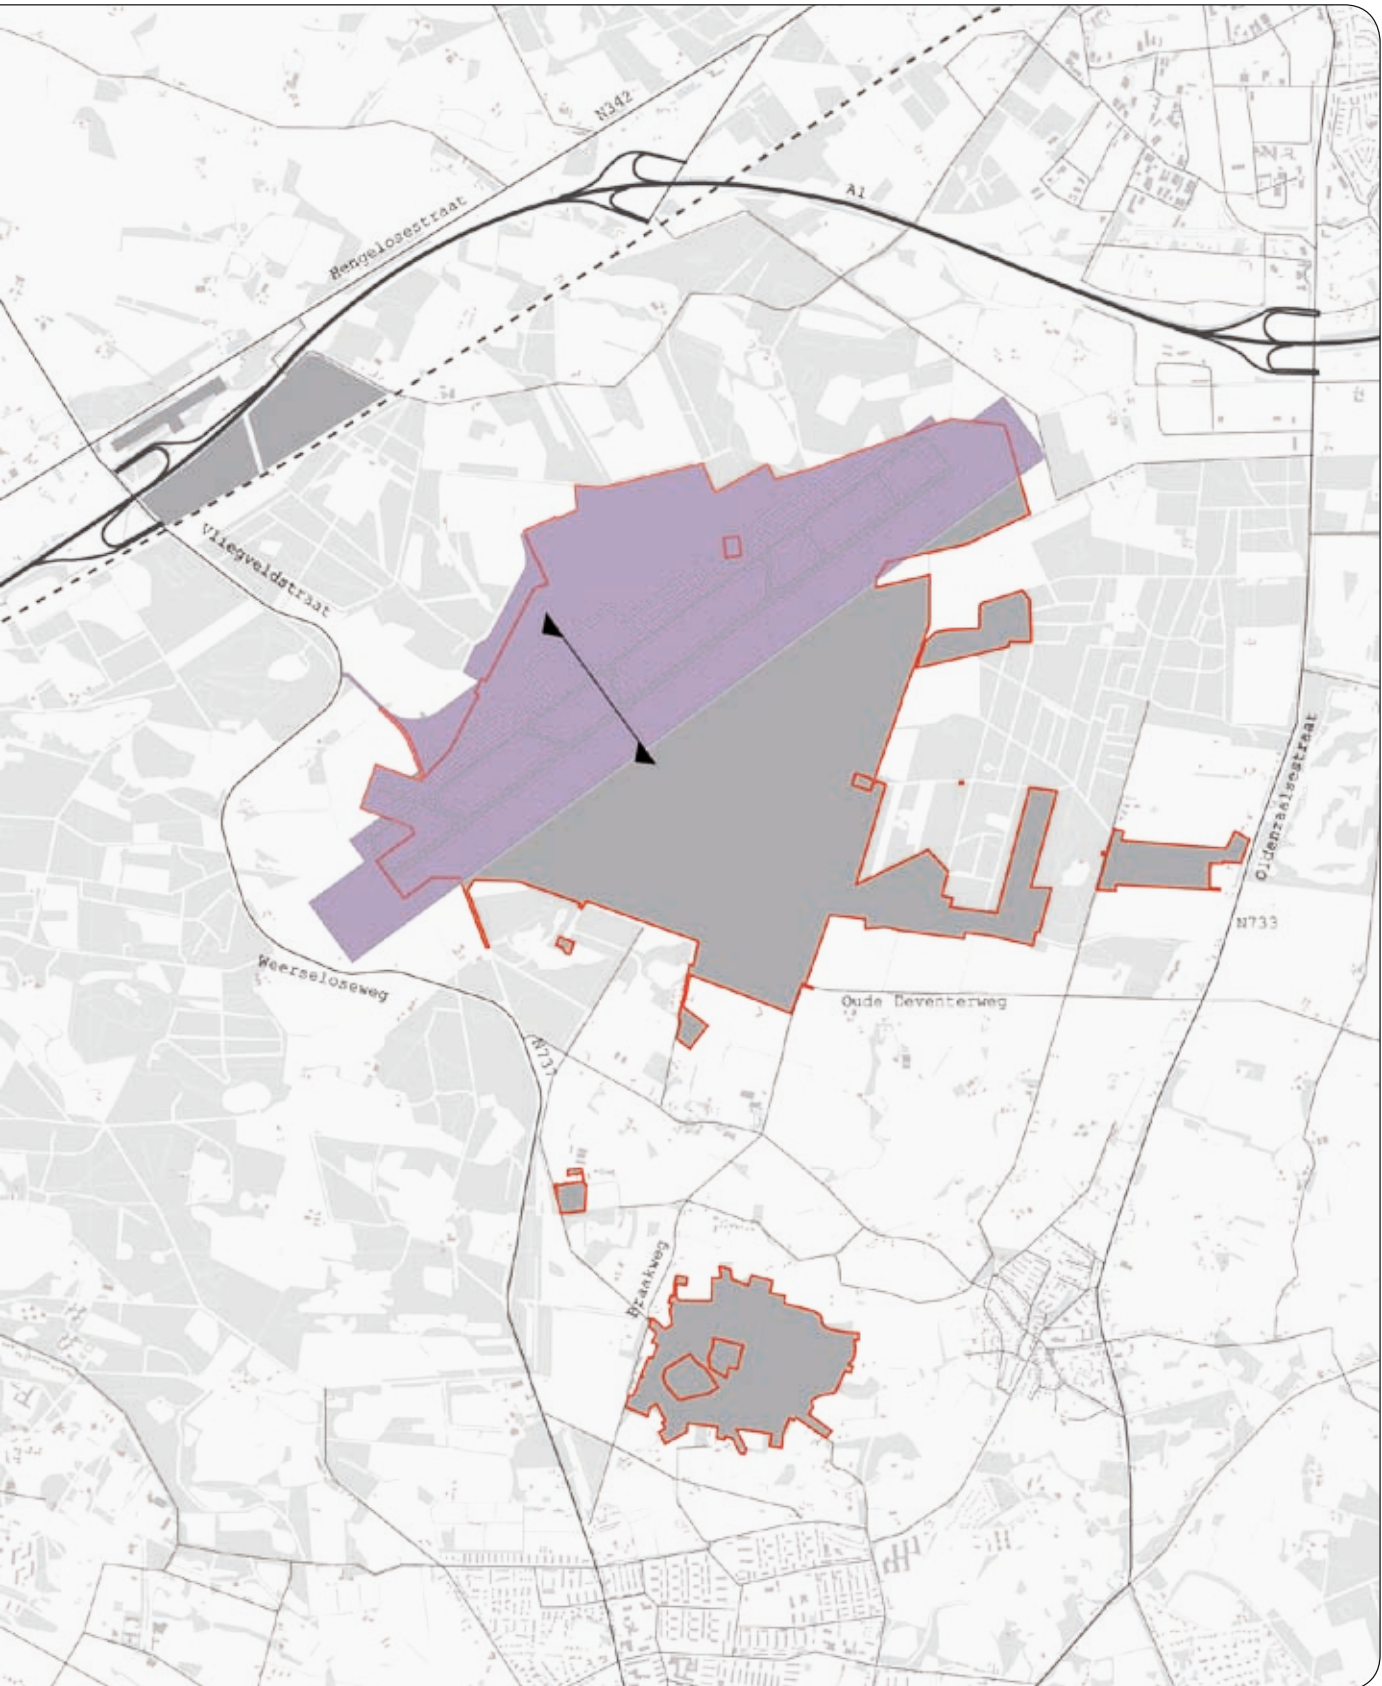 N342
A1
Hengelosestraat
Vliegveldstraat
Oldenzaalsestraat
N733
Weerseloseweg
Oude Deventerweg
N737
Braakweg